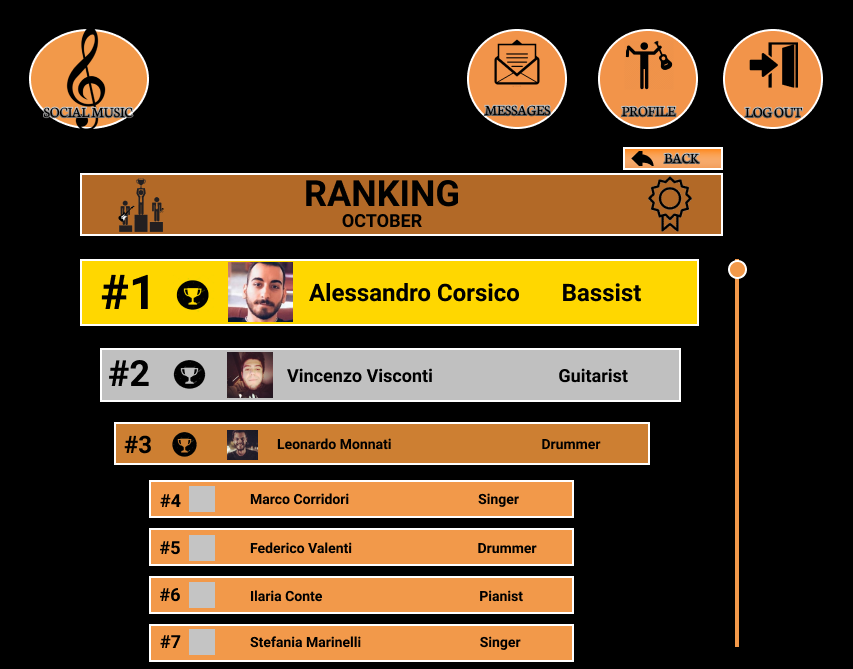 SOCIAL MUSIC
MESSAGES
PROFILE
LOG OUT
BACK
RANKING
OCTOBER
#1 Alessandro Corsico Bassist
#2 Vincenzo Visconti Guitarist
#3 Leonardo Monnati Drummer
#4 Marco Corridori Singer
#5 Federico Valenti Drummer
#6 Ilaria Conte Pianist
#7 Stefania Marinelli Singer